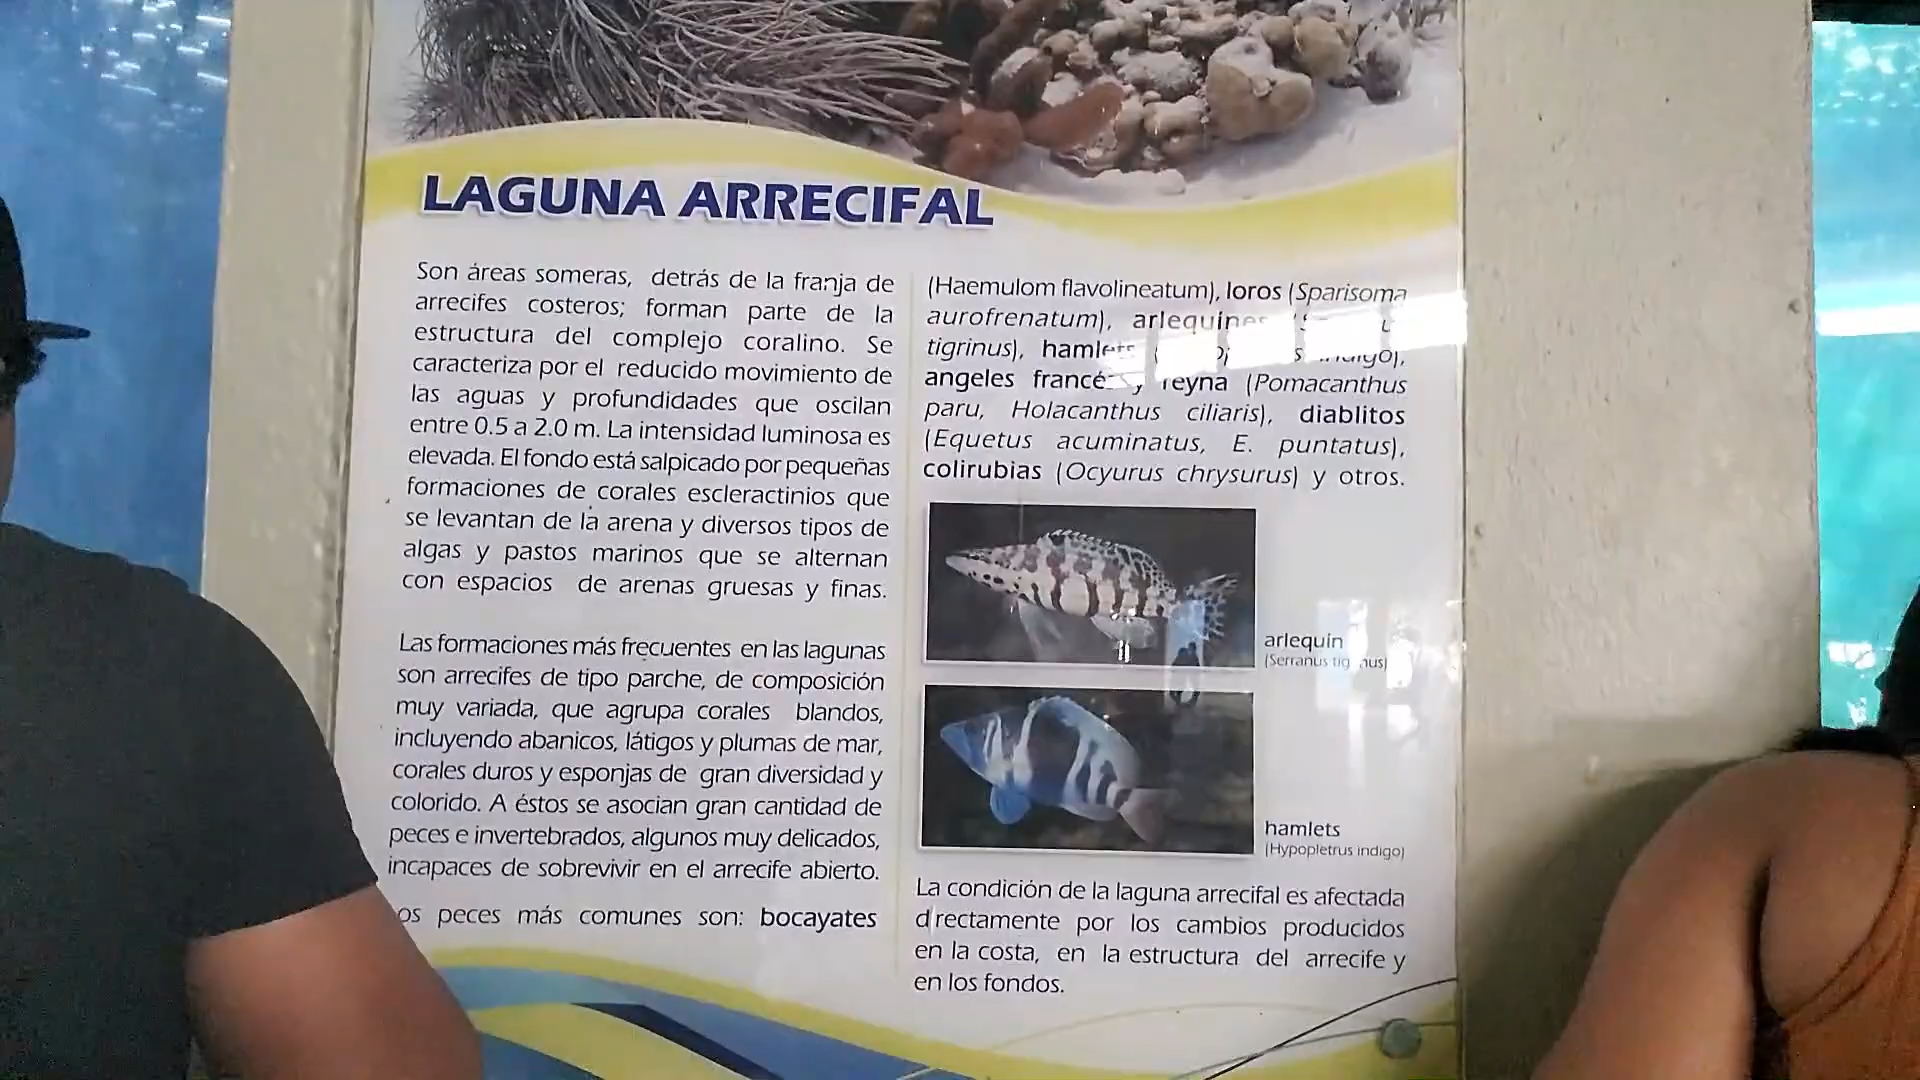 LAGUNA ARRECIFAL
Son áreas someras, detrás de la franja de
arrecifes costeros; forman parte de la
estructura del complejo coralino. Se
caracteriza por el reducido movimiento de
las aguas y profundidades que oscilan
entre 0.5 a 2.0 m. La intensidad luminosa es
elevada. El fondo está salpicado por pequeñas
formaciones de corales escleractinios que
se levantan de la arena y diversos tipos de
algas y pastos marinos que se alternan
con espacios de arenas gruesas y finas.
Las formaciones más frecuentes en las lagunas
son arrecifes de tipo parche, de composición
muy variada, que agrupa corales blandos,
incluyendo abanicos, látigos y plumas de mar,
corales duros y esponjas de gran diversidad y
colorido. A éstos se asocian gran cantidad de
peces e invertebrados, algunos muy delicados,
incapaces de sobrevivir en el arrecife abierto.
peces más comunes son: bocayates
(Haemulom flavolineatum), loros (Sparisoma
aurofrenatum), arlequines
tigrinus), hamlets indigo),
angeles francés y reyna (Pomacanthus
paru, Holacanthus ciliaris), diablitos
(Equetus acuminatus, E. puntatus),
colirubias (Ocyurus chrysurus) y otros.
arlequin
(Serranus
hamlets
(Hypopletrus indigo)
La condición de la laguna arrecifal es afectada
directamente por los cambios producidos
en la costa, en la estructura del arrecife y
en los fondos.